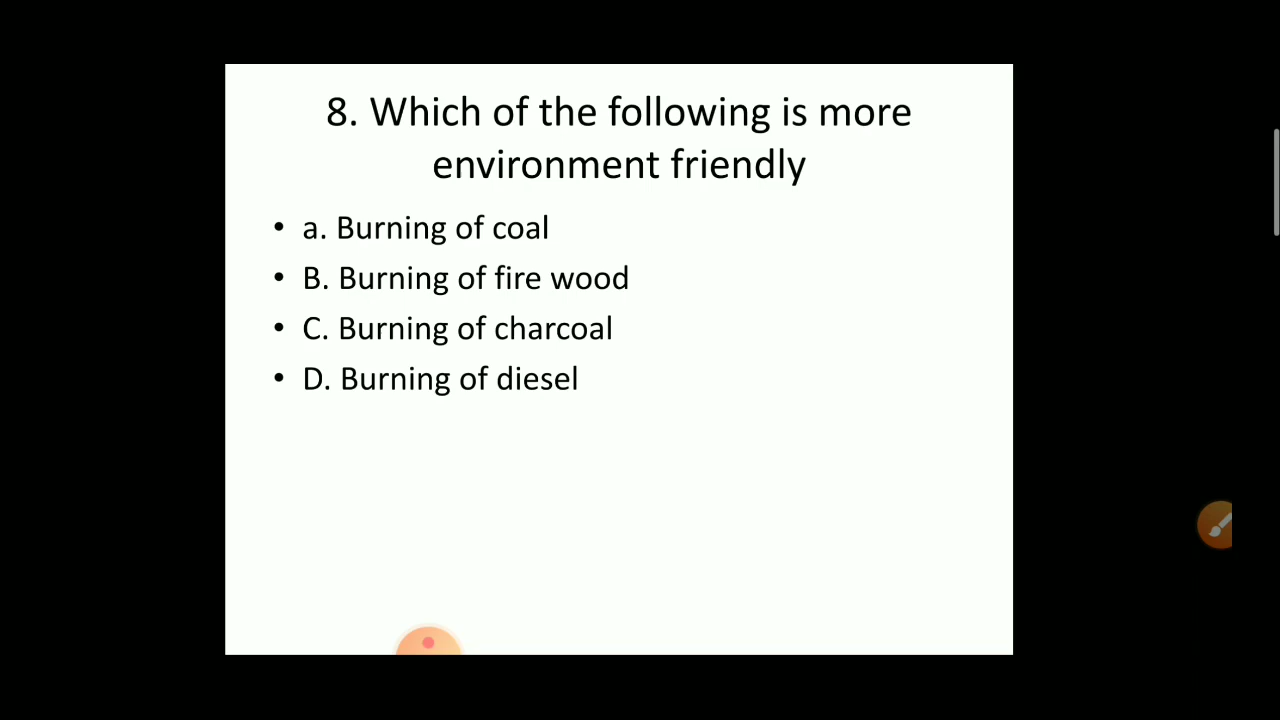 8. Which of the following is more
environment friendly
• a. Burning of coal
• B. Burning of fire wood
• C. Burning of charcoal
• D. Burning of diesel